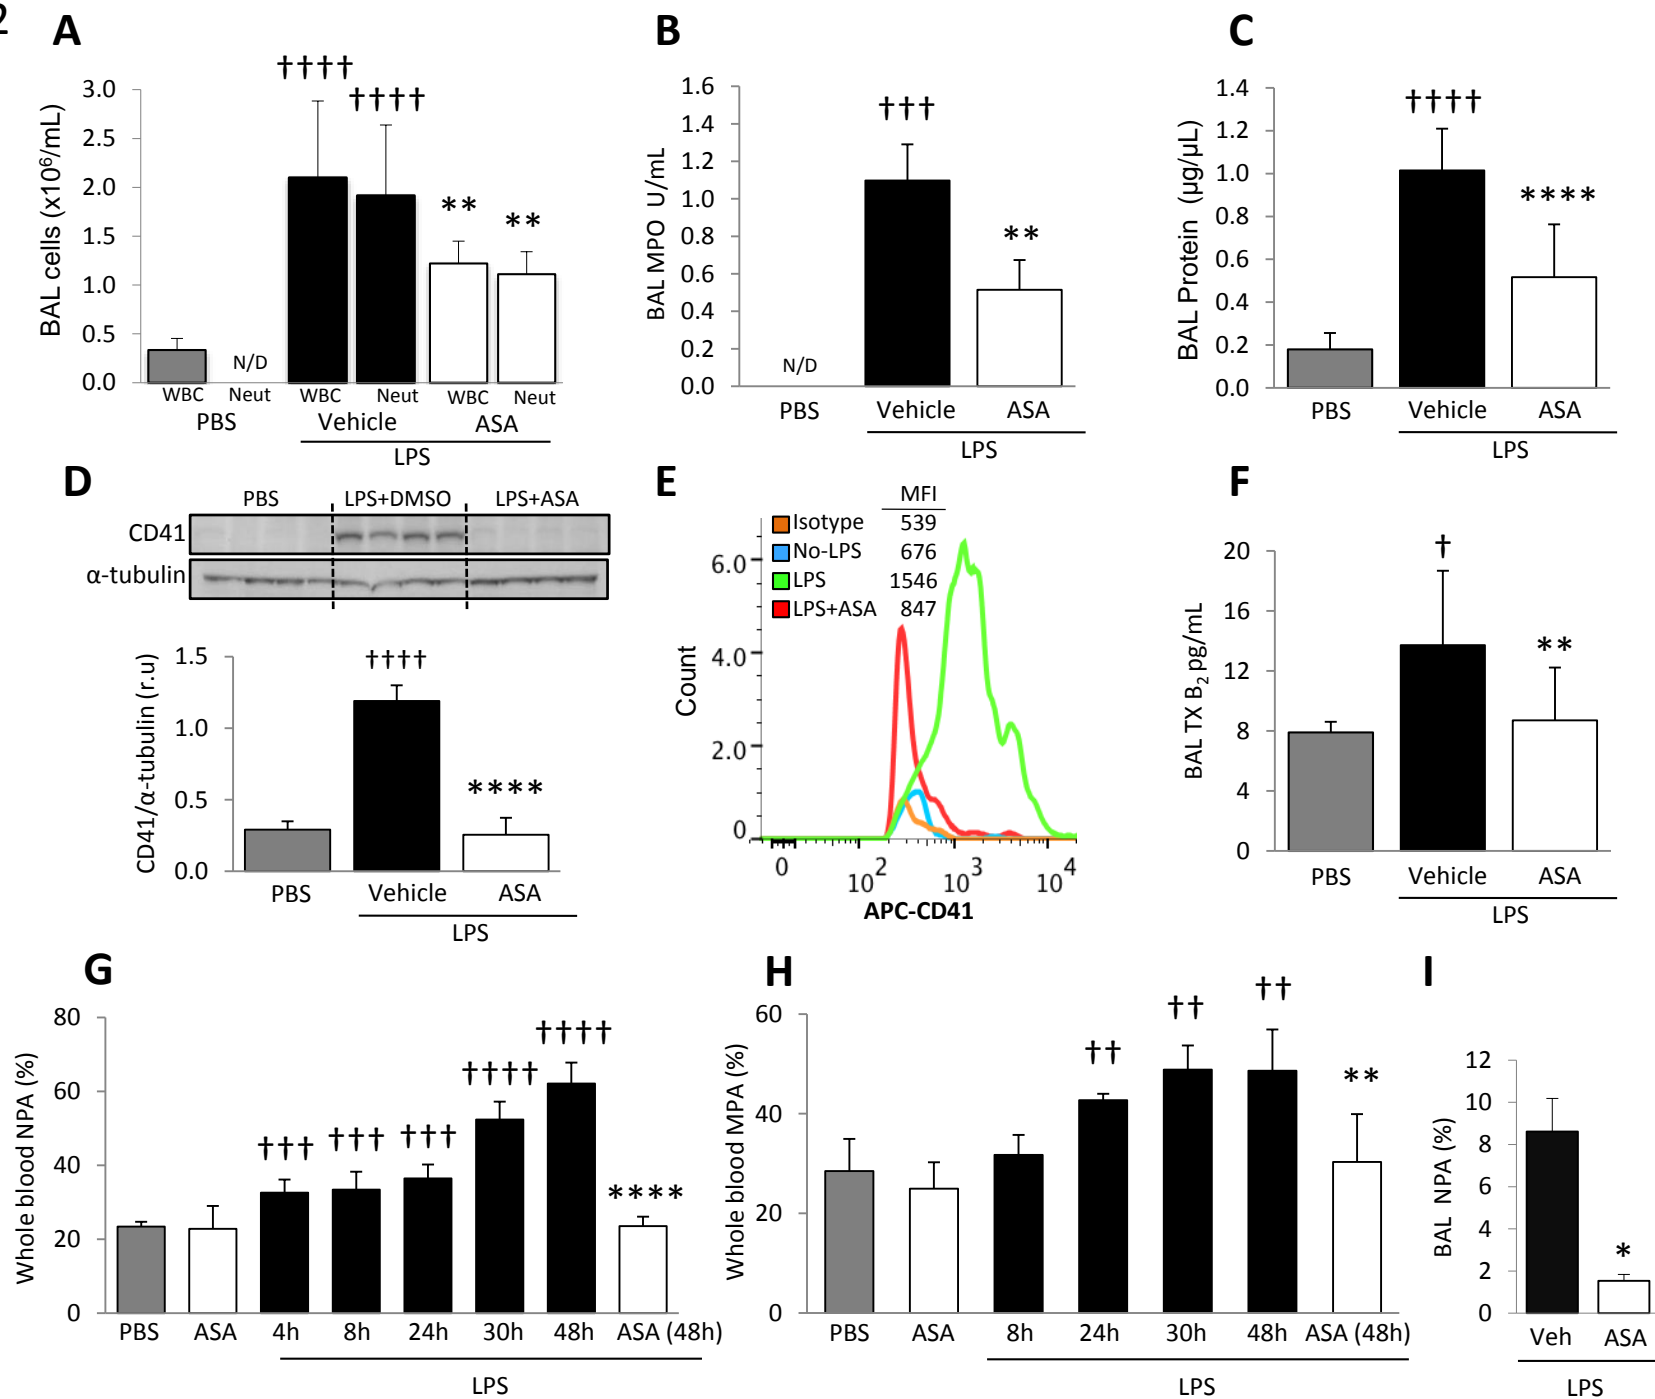 2
A
††††
††††
3.0
2.5
2.0
1.5
1.0
0.5
0.0
BAL cells (x10⁶/mL)
**
**
N/D
WBC Neut WBC Neut WBC Neut
PBS Vehicle ASA
LPS
B
†††
1.6
1.4
1.2
1.0
0.8
0.6
0.4
0.2
0.0
BAL MPO U/mL
**
N/D
PBS Vehicle ASA
LPS
C
††††
1.4
1.2
1.0
0.8
0.6
0.4
0.2
0.0
BAL Protein (µg/µL)
****
PBS Vehicle ASA
LPS
D
PBS LPS+DMSO LPS+ASA
CD41
α-tubulin
1.5
1.0
0.5
0.0
CD41/α-tubulin (r.u)
††††
****
PBS Vehicle ASA
LPS
E
MFI
Isotype 539
No-LPS 676
LPS 1546
LPS+ASA 847
6.0
4.0
2.0
0
Count
0 10² 10³ 10⁴
APC-CD41
F
†
20
16
12
8
4
0
BAL TX B₂ pg/mL
**
PBS Vehicle ASA
LPS
G
80
60
40
20
0
Whole blood NPA (%)
††† ††† ††† †††† ††††
****
PBS ASA 4h 8h 24h 30h 48h ASA (48h)
LPS
H
60
40
20
0
Whole blood MPA (%)
†† †† ††
**
PBS ASA 8h 24h 30h 48h ASA (48h)
LPS
I
12
10
8
6
4
2
0
BAL NPA (%)
*
Veh ASA
LPS